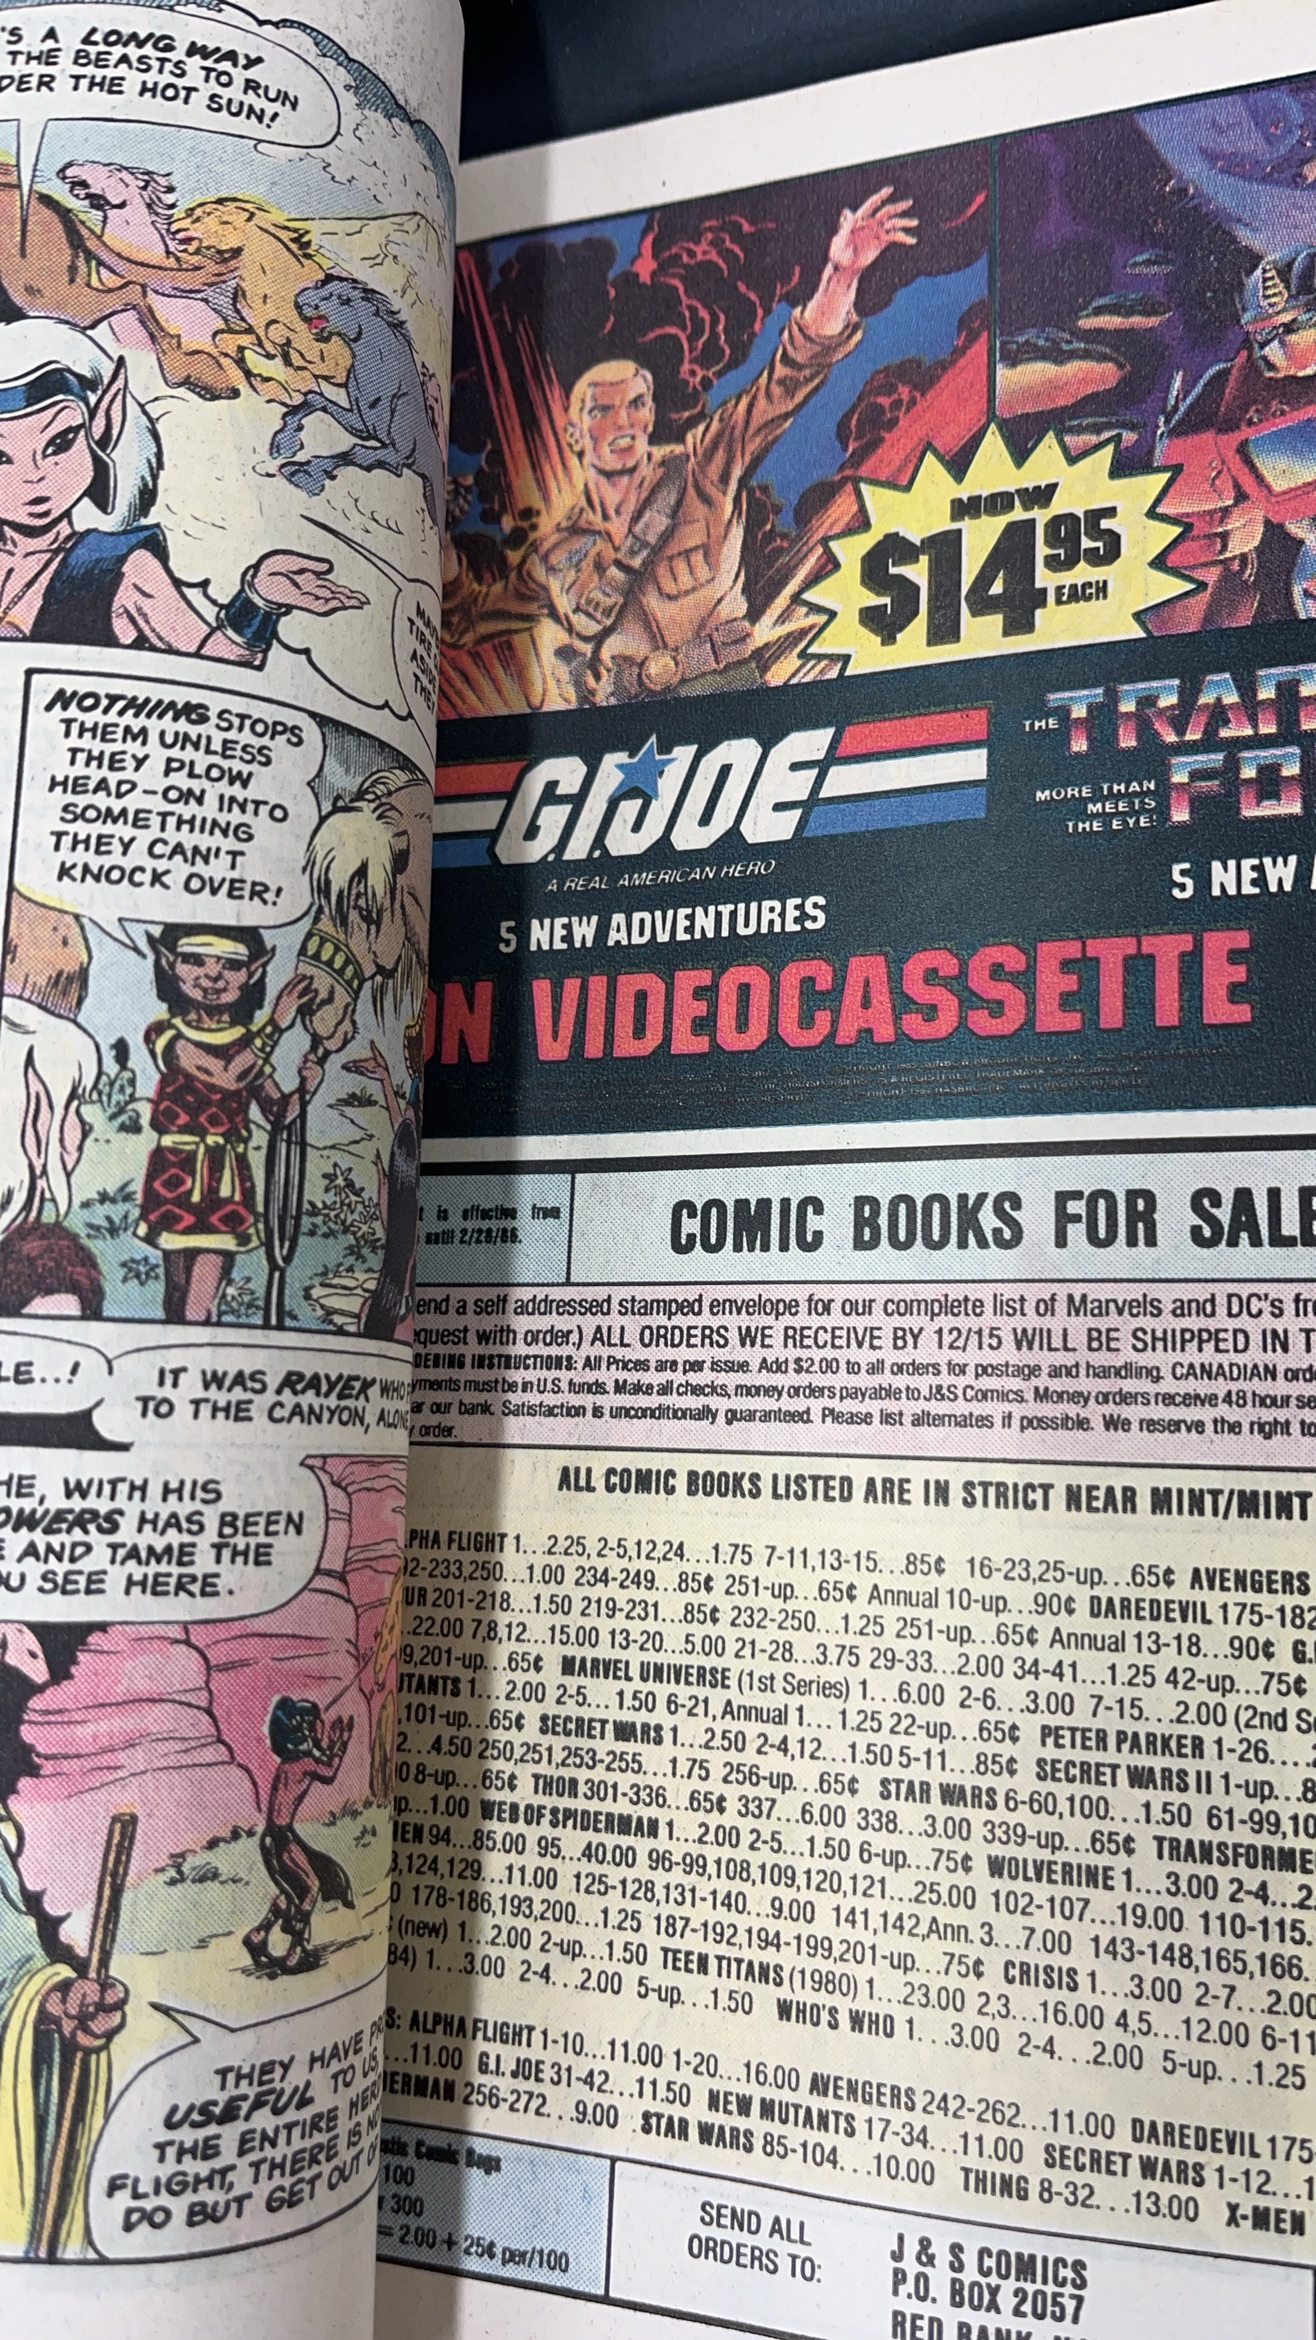 'S A LONG WAY
THE BEASTS TO RUN
DER THE HOT SUN!
NOTHING STOPS
THEM UNLESS
THEY PLOW
HEAD-ON INTO
SOMETHING
THEY CAN'T
KNOCK OVER!
LE..!
IT WAS RAYEK WHO
TO THE CANYON, ALONE
HE, WITH HIS
OWERS HAS BEEN
AND TAME THE
OU SEE HERE.
THEY HAVE
USEFUL TO US,
THE ENTIRE HERD
FLIGHT, THERE IS
DO BUT GET OUT OF
NOW
$14 95
EACH
G.I. JOE
A REAL AMERICAN HERO
5 NEW ADVENTURES
THE TRAN
FO
MORE THAN
MEETS
THE EYE!
5 NEW
ON VIDEOCASSETTE
t is effective from
until 2/28/86.
COMIC BOOKS FOR SALE
end a self addressed stamped envelope for our complete list of Marvels and DC's fr
quest with order.) ALL ORDERS WE RECEIVE BY 12/15 WILL BE SHIPPED IN T
DERING INSTRUCTIONS: All Prices are per issue. Add $2.00 to all orders for postage and handling. CANADIAN ord
yments must be in U.S. funds. Make all checks, money orders payable to J&S Comics. Money orders receive 48 hour se
ar our bank. Satisfaction is unconditionally guaranteed. Please list alternates if possible. We reserve the right to
order.
ALL COMIC BOOKS LISTED ARE IN STRICT NEAR MINT/MINT
PHA FLIGHT 1...2.25, 2-5,12,24...1.75 7-11,13-15...85¢ 16-23,25-up...65¢ AVENGERS
2-233,250...1.00 234-249...85¢ 251-up...65¢ Annual 10-up...90¢ DAREDEVIL 175-182
UR 201-218...1.50 219-231...85¢ 232-250...1.25 251-up...65¢ Annual 13-18...90¢ G.
.22.00 7,8,12...15.00 13-20...5.00 21-28...3.75 29-33...2.00 34-41...1.25 42-up...75¢
9,201-up...65¢ MARVEL UNIVERSE (1st Series) 1...6.00 2-6...3.00 7-15...2.00 (2nd S
UTANTS 1...2.00 2-5...1.50 6-21, Annual 1...1.25 22-up...65¢ PETER PARKER 1-26...
,101-up...65¢ SECRET WARS 1...2.50 2-4,12...1.50 5-11...85¢ SECRET WARS II 1-up...8
2...4.50 250,251,253-255...1.75 256-up...65¢ STAR WARS 6-60,100...1.50 61-99,10
0 8-up...65¢ THOR 301-336...65¢ 337...6.00 338...3.00 339-up...65¢ TRANSFORME
up...1.00 WEB OF SPIDERMAN 1...2.00 2-5...1.50 6-up...75¢ WOLVERINE 1...3.00 2-4...2.
EN 94...85.00 95...40.00 96-99,108,109,120,121...25.00 102-107...19.00 110-115.
3,124,129...11.00 125-128,131-140...9.00 141,142,Ann. 3...7.00 143-148,165,166.
0 178-186,193,200...1.25 187-192,194-199,201-up...75¢ CRISIS 1...3.00 2-7...2.00
(new) 1...2.00 2-up...1.50 TEEN TITANS (1980) 1...23.00 2,3...16.00 4,5...12.00 6-11
84) 1...3.00 2-4...2.00 5-up...1.50 WHO'S WHO 1...3.00 2-4...2.00 5-up...1.25
S: ALPHA FLIGHT 1-10...11.00 1-20...16.00 AVENGERS 242-262...11.00 DAREDEVIL 175
...11.00 G.I. JOE 31-42...11.50 NEW MUTANTS 17-34...11.00 SECRET WARS 1-12...1
ERMAN 256-272...9.00 STAR WARS 85-104...10.00 THING 8-32...13.00 X-MEN
Comic Bags
100
300
= 2.00 + 25¢ per/100
SEND ALL
ORDERS TO:
J & S COMICS
P.O. BOX 2057
RED BANK,